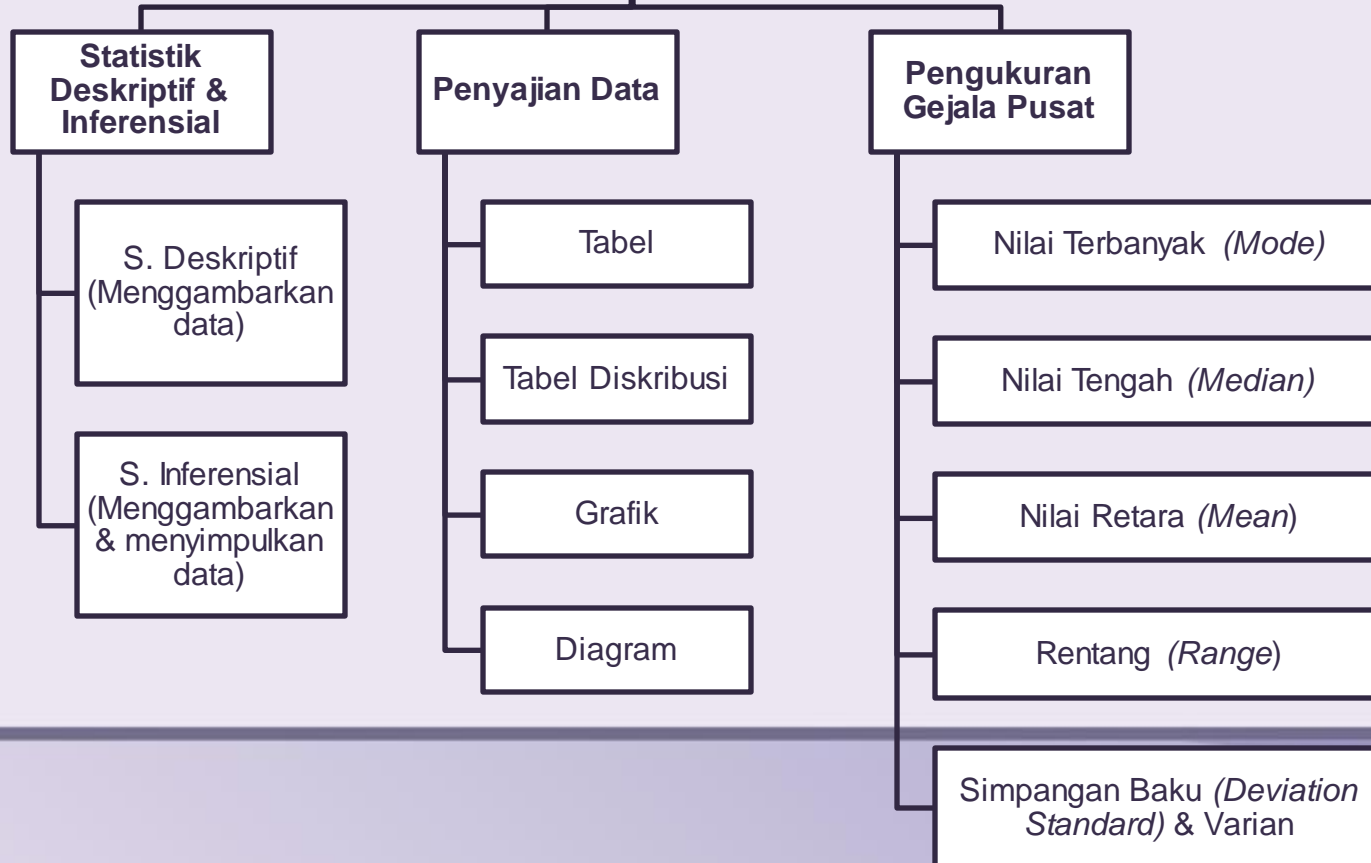 Statistik
Deskriptif &
Inferensial
S. Deskriptif
(Menggambarkan
data)
S. Inferensial
(Menggambarkan
& menyimpulkan
data)
Penyajian Data
Tabel
Tabel Diskribusi
Grafik
Diagram
Pengukuran
Gejala Pusat
Nilai Terbanyak (Mode)
Nilai Tengah (Median)
Nilai Retara (Mean)
Rentang (Range)
Simpangan Baku (Deviation
Standard) & Varian